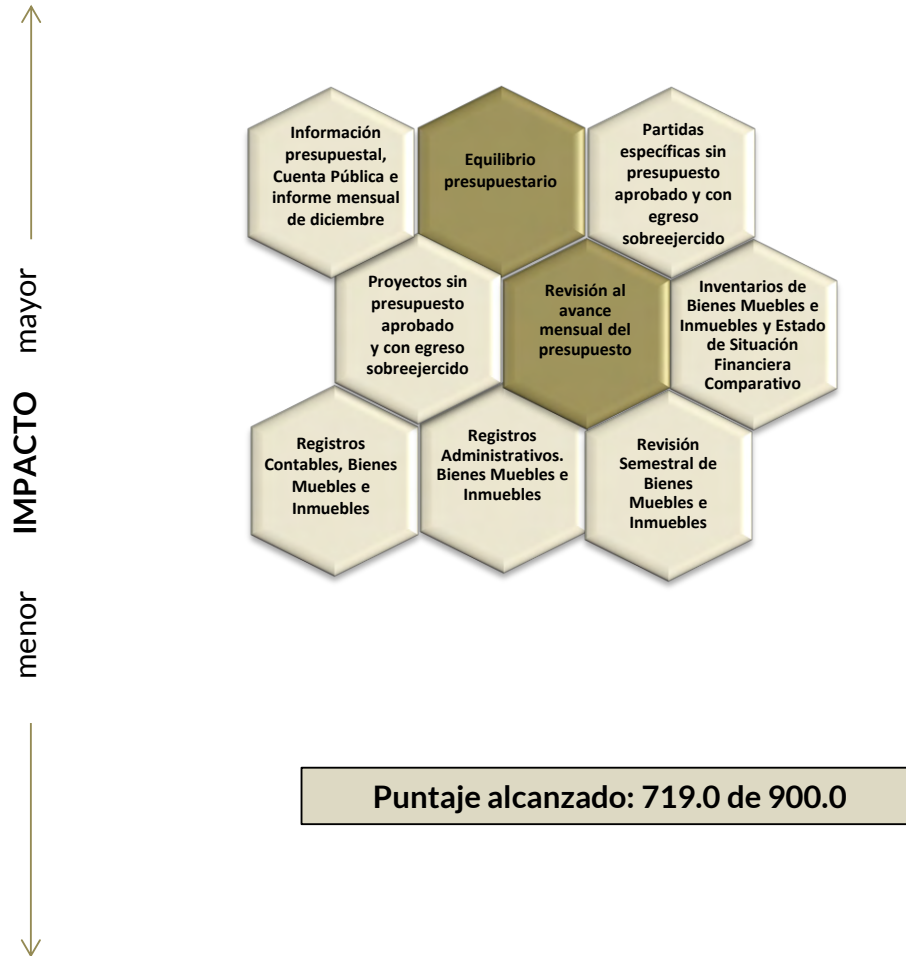 mayor
IMPACTO
menor
Información
presupuestal,
Cuenta Pública e
informe mensual
de diciembre
Equilibrio
presupuestario
Partidas
específicas sin
presupuesto
aprobado y con
egreso
sobreejercido
Proyectos sin
presupuesto
aprobado
y con egreso
sobreejercido
Revisión al
avance
mensual del
presupuesto
Inventarios de
Bienes Muebles e
Inmuebles y Estado
de Situación
Financiera
Comparativo
Registros
Contables, Bienes
Muebles e
Inmuebles
Registros
Administrativos.
Bienes Muebles e
Inmuebles
Revisión
Semestral de
Bienes
Muebles e
Inmuebles
Puntaje alcanzado: 719.0 de 900.0